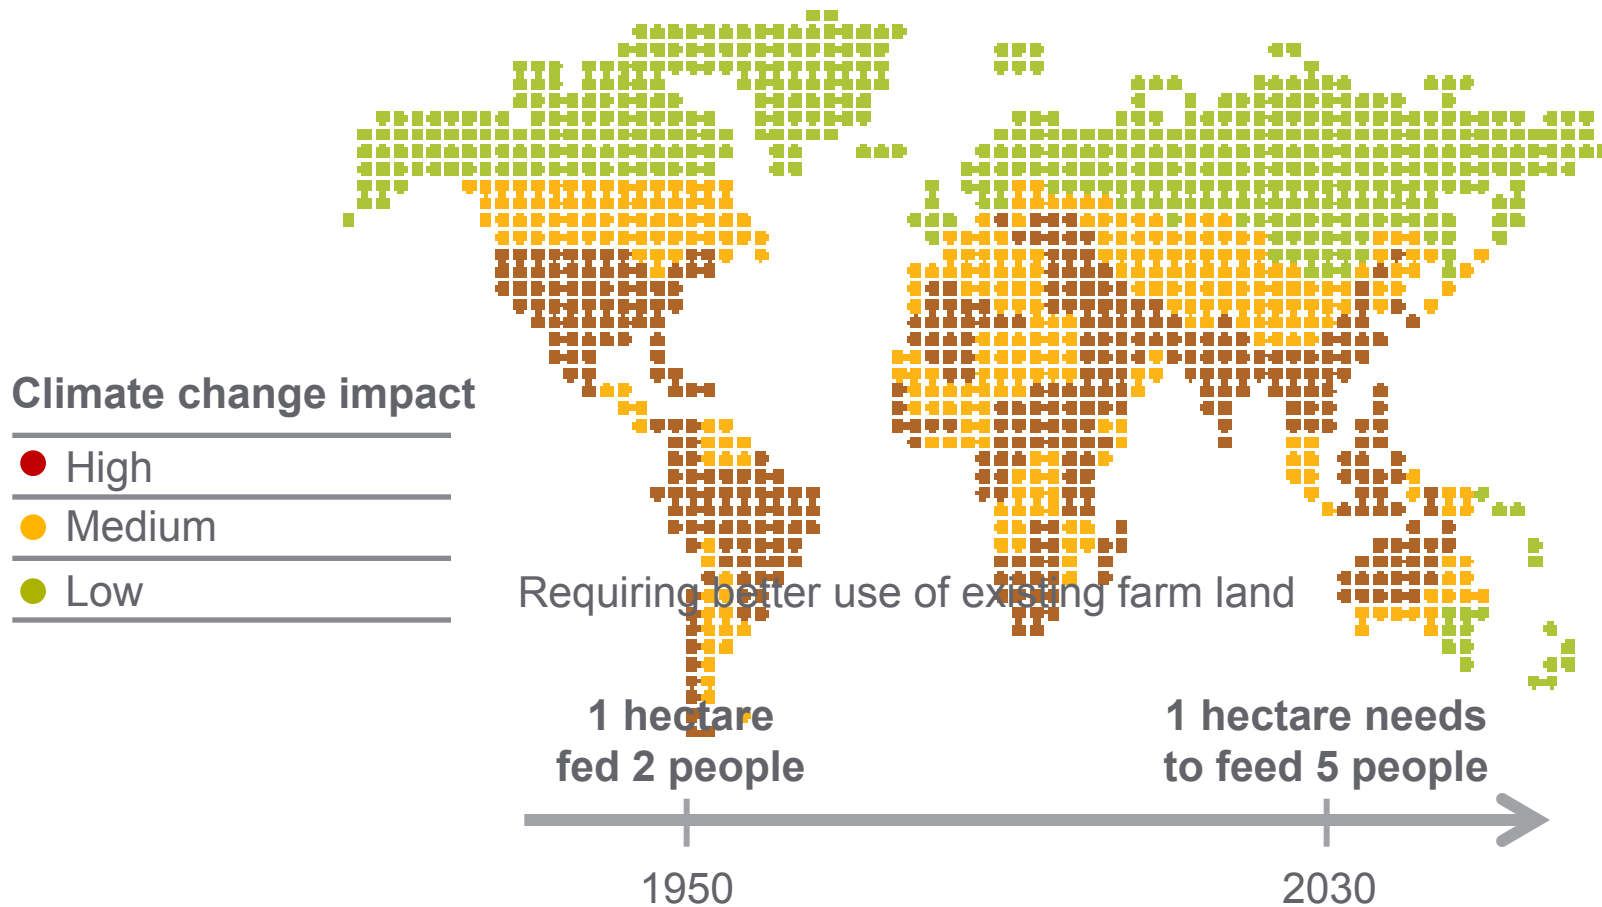 Climate change impact
High
Medium
Low
Requiring better use of existing farm land
1 hectare
fed 2 people
1 hectare needs
to feed 5 people
1950
2030